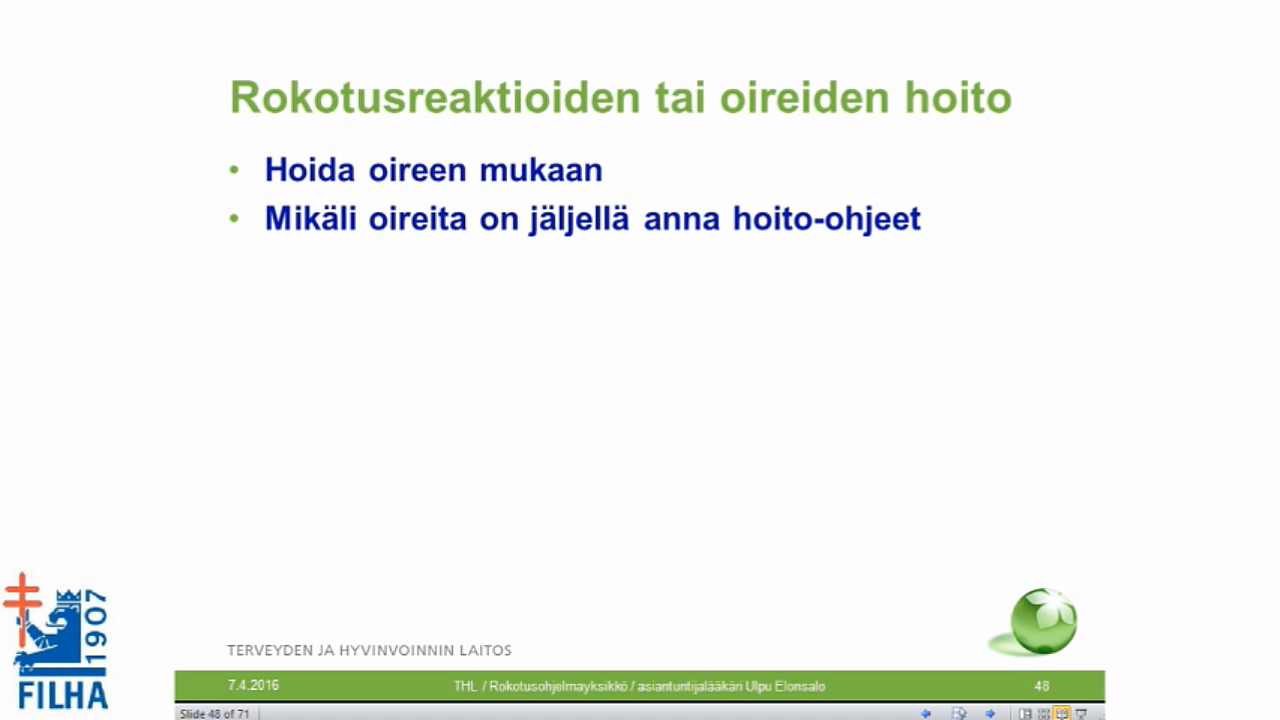 Rokotusreaktioiden tai oireiden hoito
• Hoida oireen mukaan
• Mikäli oireita on jäljellä anna hoito-ohjeet
1907
FILHA
TERVEYDEN JA HYVINVOINNIN LAITOS
7.4.2016 THL / Rokotusohjelmayksikkö / asiantuntijalääkäri Ulpu Elonsalo 48
Slide 48 of 71